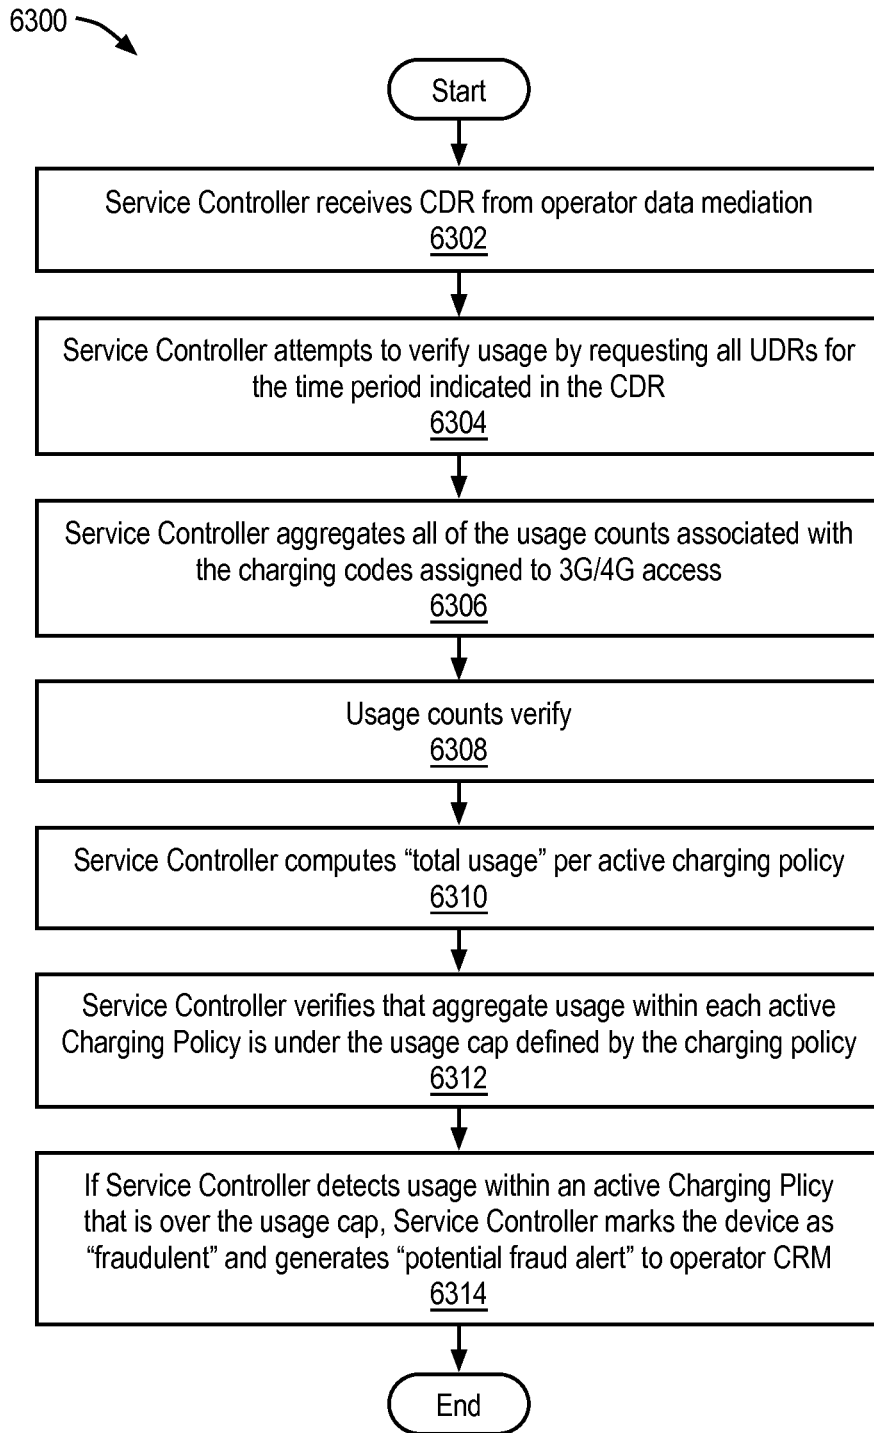 6300
Start
Service Controller receives CDR from operator data mediation
6302
Service Controller attempts to verify usage by requesting all UDRs for
the time period indicated in the CDR
6304
Service Controller aggregates all of the usage counts associated with
the charging codes assigned to 3G/4G access
6306
Usage counts verify
6308
Service Controller computes “total usage” per active charging policy
6310
Service Controller verifies that aggregate usage within each active
Charging Policy is under the usage cap defined by the charging policy
6312
If Service Controller detects usage within an active Charging Plicy
that is over the usage cap, Service Controller marks the device as
“fraudulent” and generates “potential fraud alert” to operator CRM
6314
End